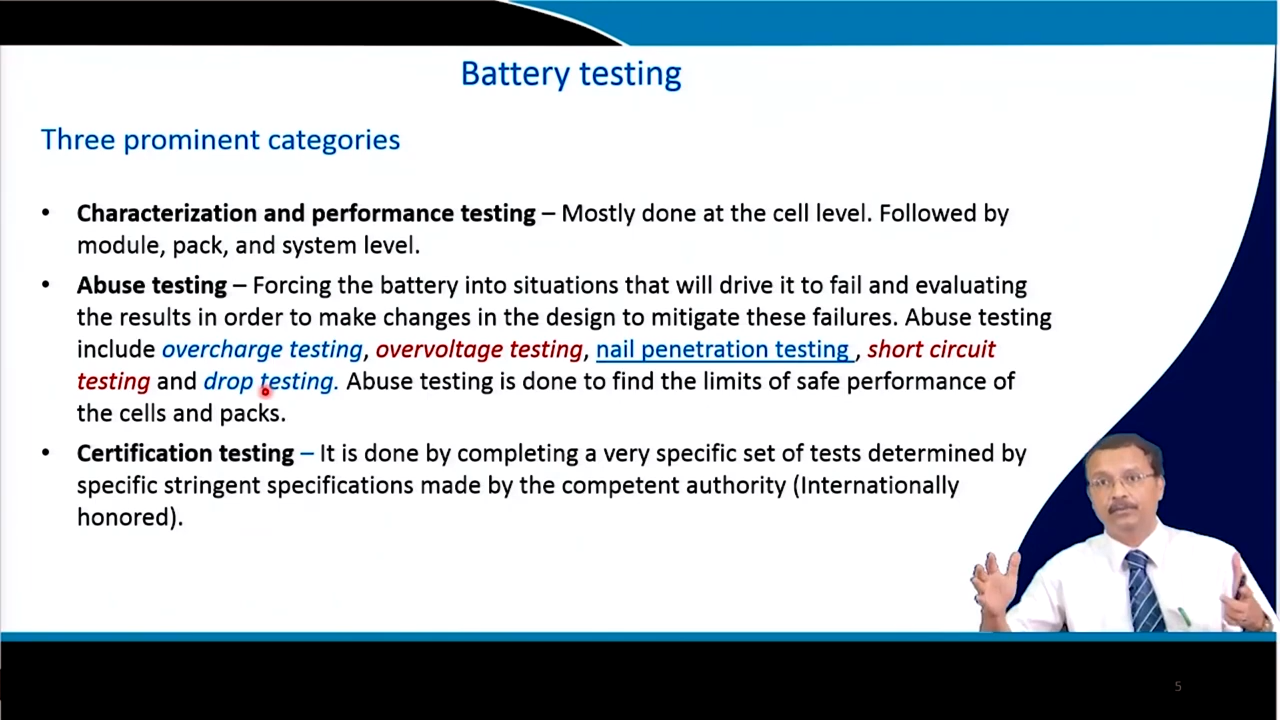 Battery testing
Three prominent categories
• Characterization and performance testing – Mostly done at the cell level. Followed by
module, pack, and system level.
• Abuse testing – Forcing the battery into situations that will drive it to fail and evaluating
the results in order to make changes in the design to mitigate these failures. Abuse testing
include overcharge testing, overvoltage testing, nail penetration testing , short circuit
testing and drop testing. Abuse testing is done to find the limits of safe performance of
the cells and packs.
• Certification testing – It is done by completing a very specific set of tests determined by
specific stringent specifications made by the competent authority (Internationally
honored).
5